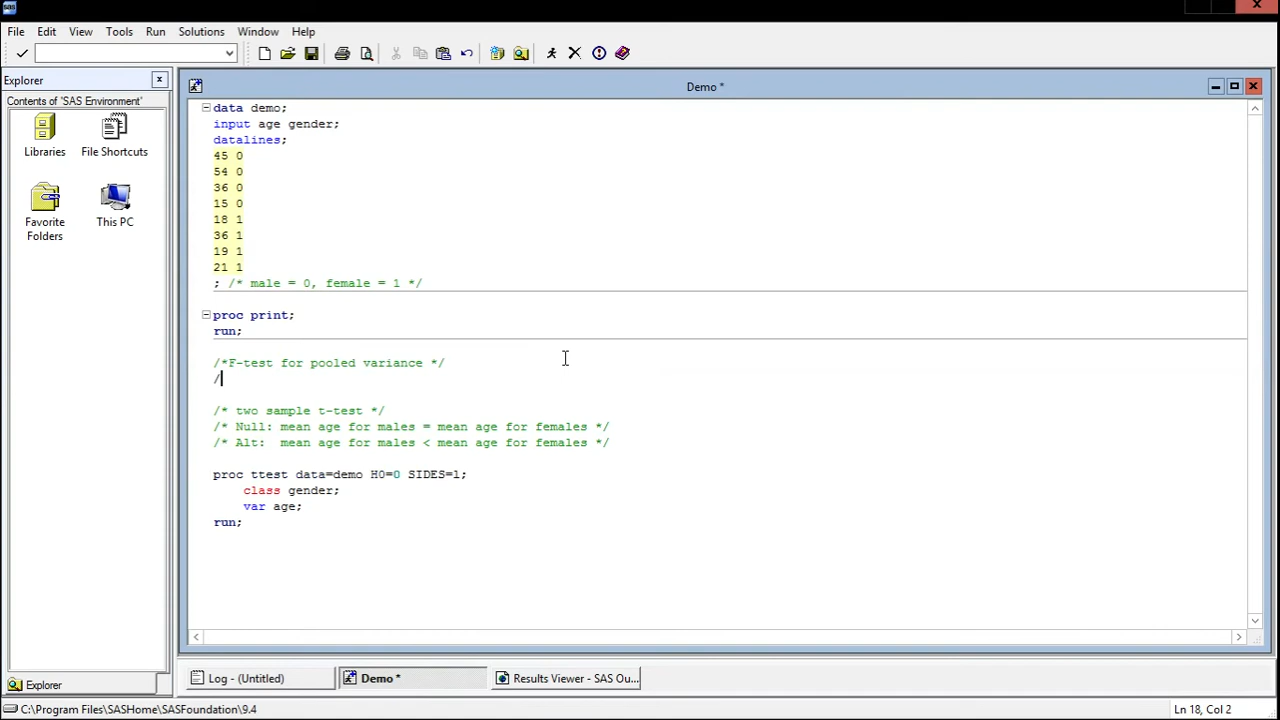 sas
File Edit View Tools Run Solutions Window Help
Explorer
Contents of 'SAS Environment'
Libraries
File Shortcuts
Favorite Folders
This PC
Explorer
Demo *
data demo;
input age gender;
datalines;
45 0
54 0
36 0
15 0
18 1
36 1
19 1
21 1
; /* male = 0, female = 1 */
proc print;
run;
/*F-test for pooled variance */
/
/* two sample t-test */
/* Null: mean age for males = mean age for females */
/* Alt:  mean age for males < mean age for females */
proc ttest data=demo H0=0 SIDES=l;
class gender;
var age;
run;
Log - (Untitled)
Demo *
Results Viewer - SAS Ou...
C:\Program Files\SASHome\SASFoundation\9.4
Ln 18, Col 2